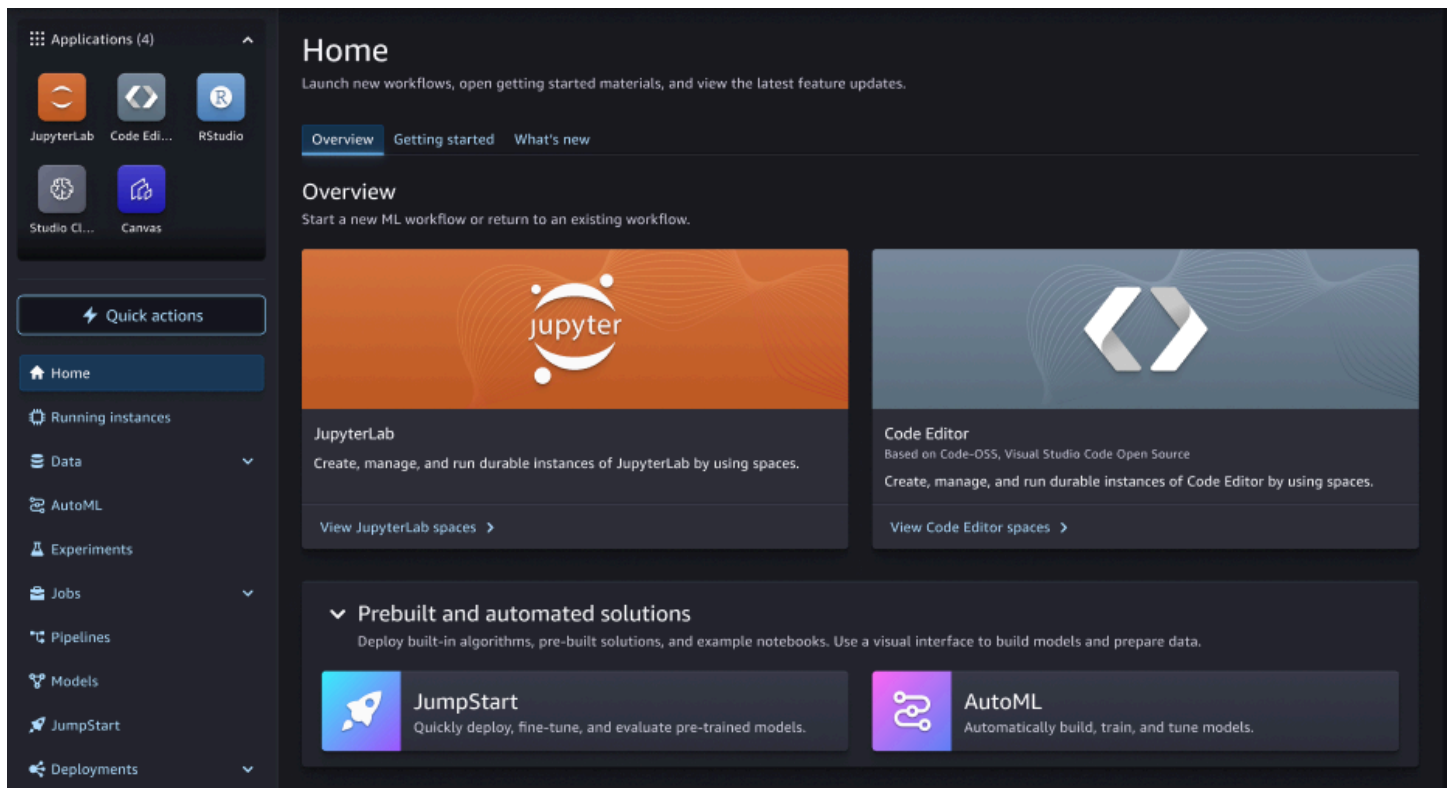 Applications (4)
JupyterLab
Code Edi...
RStudio
Studio Cl...
Canvas
Quick actions
Home
Running instances
Data
AutoML
Experiments
Jobs
Pipelines
Models
JumpStart
Deployments
Home
Launch new workflows, open getting started materials, and view the latest feature updates.
Overview
Getting started
What's new
Overview
Start a new ML workflow or return to an existing workflow.
jupyter
JupyterLab
Create, manage, and run durable instances of JupyterLab by using spaces.
View JupyterLab spaces
Code Editor
Based on Code-OSS, Visual Studio Code Open Source
Create, manage, and run durable instances of Code Editor by using spaces.
View Code Editor spaces
Prebuilt and automated solutions
Deploy built-in algorithms, pre-built solutions, and example notebooks. Use a visual interface to build models and prepare data.
JumpStart
Quickly deploy, fine-tune, and evaluate pre-trained models.
AutoML
Automatically build, train, and tune models.